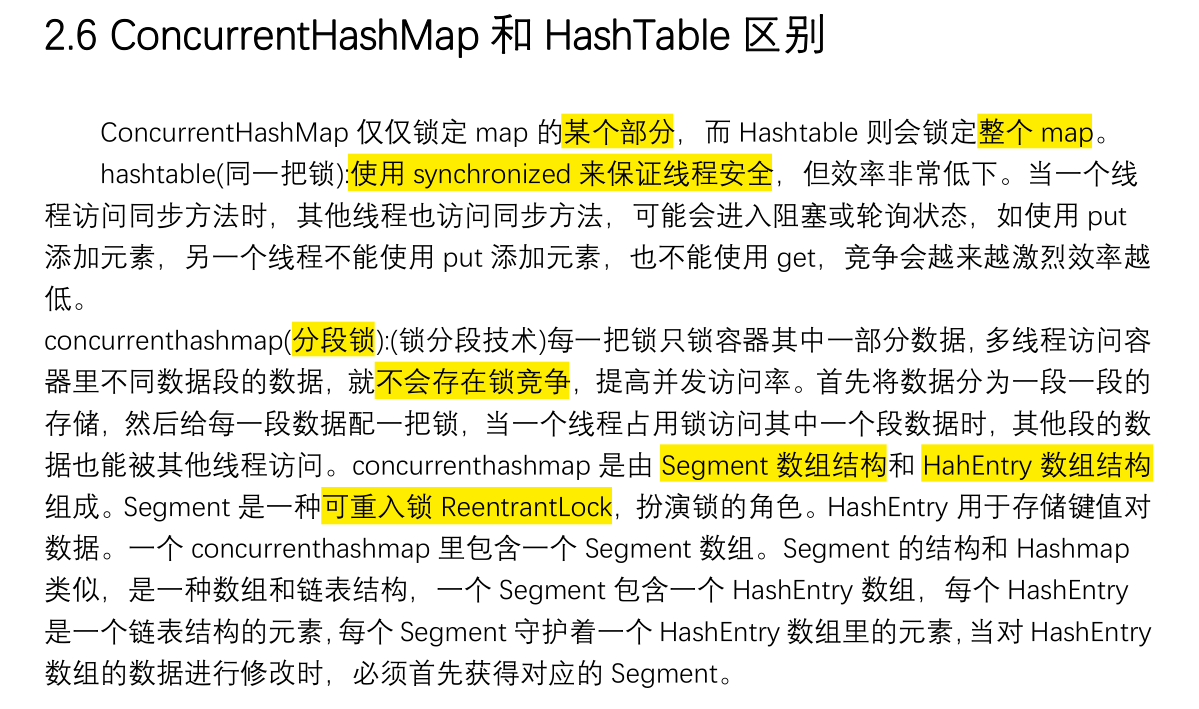 2.6 ConcurrentHashMap 和 HashTable 区别
ConcurrentHashMap 仅仅锁定 map 的某个部分，而 Hashtable 则会锁定整个 map。
hashtable(同一把锁):使用 synchronized 来保证线程安全，但效率非常低下。当一个线
程访问同步方法时，其他线程也访问同步方法，可能会进入阻塞或轮询状态，如使用 put
添加元素，另一个线程不能使用 put 添加元素，也不能使用 get，竞争会越来越激烈效率越
低。
concurrenthashmap(分段锁):(锁分段技术)每一把锁只锁容器其中一部分数据,多线程访问容
器里不同数据段的数据，就不会存在锁竞争，提高并发访问率。首先将数据分为一段一段的
存储，然后给每一段数据配一把锁，当一个线程占用锁访问其中一个段数据时，其他段的数
据也能被其他线程访问。concurrenthashmap 是由 Segment 数组结构和 HahEntry 数组结构
组成。Segment 是一种可重入锁 ReentrantLock，扮演锁的角色。HashEntry 用于存储键值对
数据。一个 concurrenthashmap 里包含一个 Segment 数组。Segment 的结构和 Hashmap
类似，是一种数组和链表结构，一个 Segment 包含一个 HashEntry 数组，每个 HashEntry
是一个链表结构的元素,每个 Segment 守护着一个 HashEntry 数组里的元素,当对 HashEntry
数组的数据进行修改时，必须首先获得对应的 Segment。